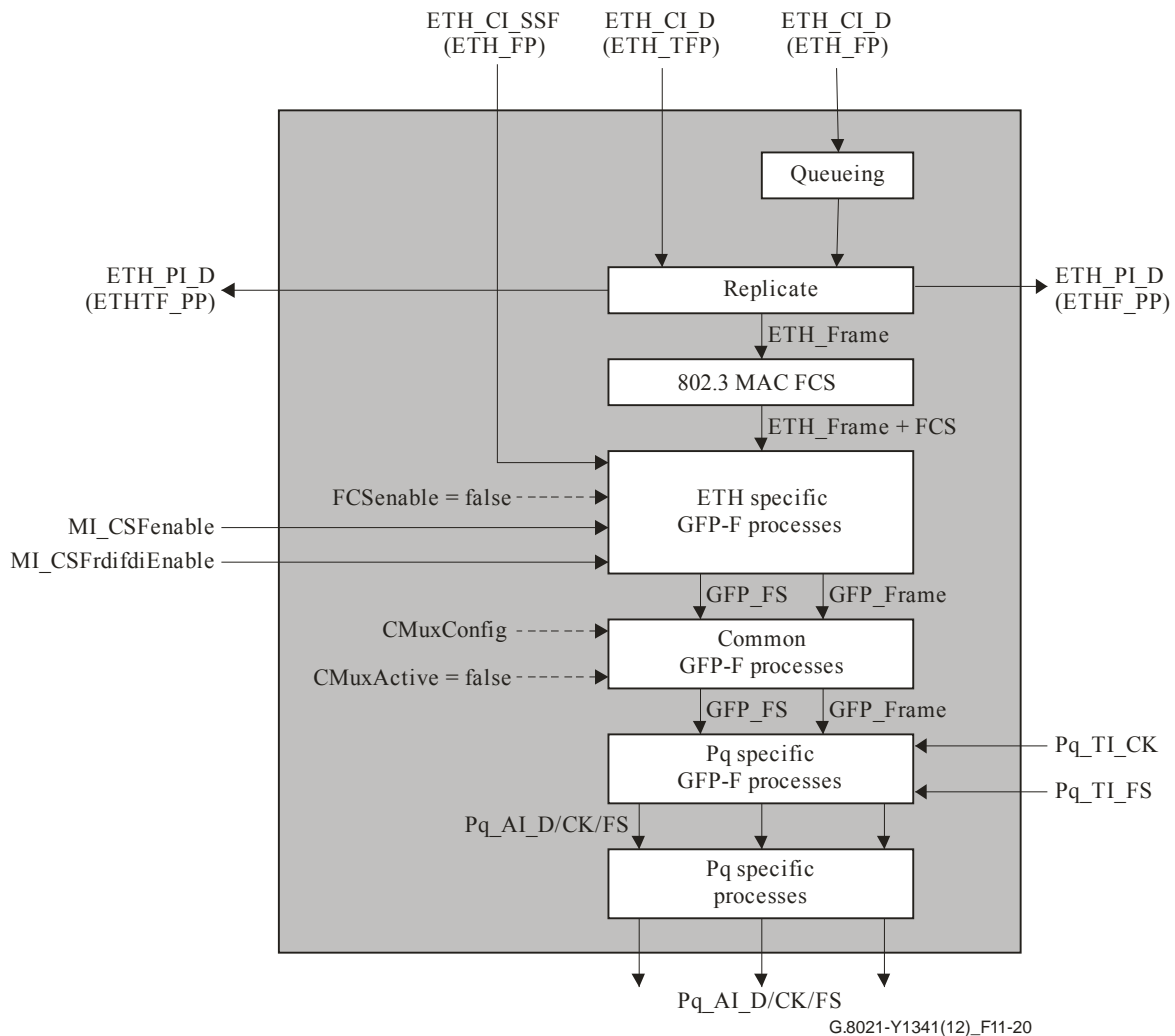 ETH_CI_SSF
(ETH_FP)
ETH_CI_D
(ETH_TFP)
ETH_CI_D
(ETH_FP)
Queueing
ETH_PI_D
(ETHTF_PP)
Replicate
ETH_PI_D
(ETHF_PP)
ETH_Frame
802.3 MAC FCS
ETH_Frame + FCS
FCSenable = false
MI_CSFenable
MI_CSFrdifdiEnable
ETH specific
GFP-F processes
GFP_FS
GFP_Frame
CMuxConfig
CMuxActive = false
Common
GFP-F processes
GFP_FS
GFP_Frame
Pq specific
GFP-F processes
Pq_TI_CK
Pq_TI_FS
Pq_AI_D/CK/FS
Pq specific
processes
Pq_AI_D/CK/FS
G.8021-Y1341(12)_F11-20